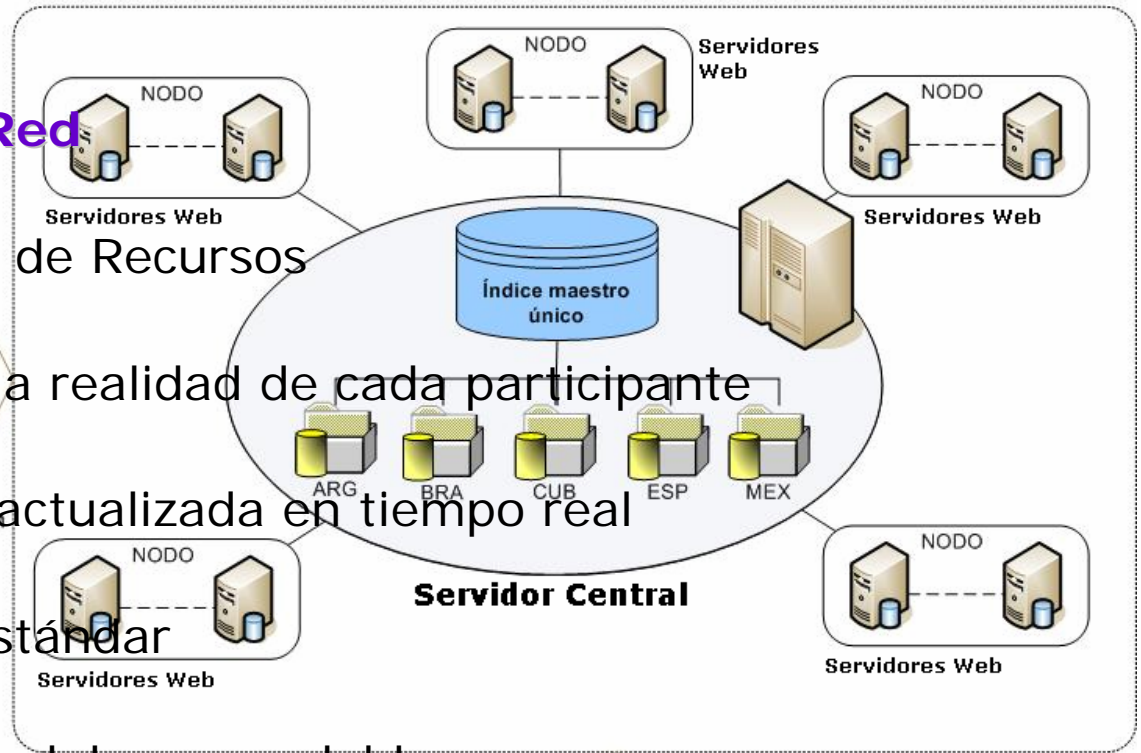 NODO
Servidores
Web
NODO
NODO
Red
Servidores Web
Servidores Web
de Recursos
Índice maestro
único
a realidad de cada participante
ARG
BRA
CUB
ESP
MEX
actualizada en tiempo real
NODO
NODO
Servidor Central
stándar
Servidores Web
Servidores Web